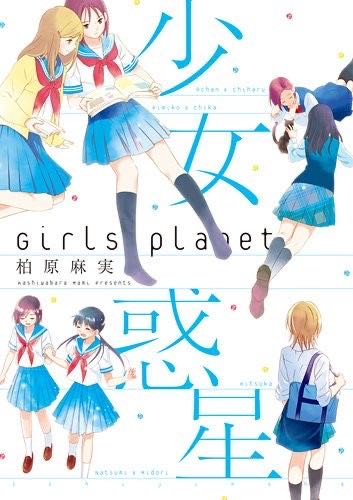 少女
achan x chiharu
kimiko x chika
Girls planet
柏原麻実
kashiwabara mami presents
惑星
mitsuka
natsumi x midori